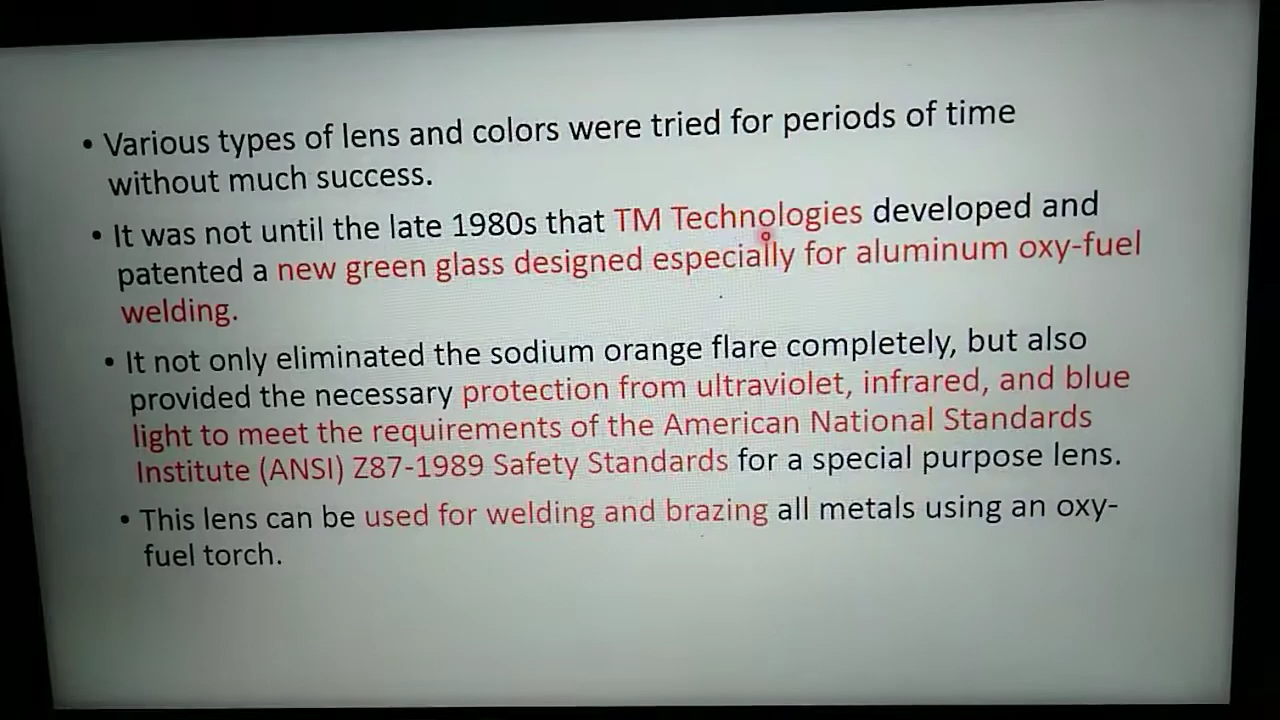 • Various types of lens and colors were tried for periods of time
without much success.
• It was not until the late 1980s that TM Technologies developed and
patented a new green glass designed especially for aluminum oxy-fuel
welding.
• It not only eliminated the sodium orange flare completely, but also
provided the necessary protection from ultraviolet, infrared, and blue
light to meet the requirements of the American National Standards
Institute (ANSI) Z87-1989 Safety Standards for a special purpose lens.
• This lens can be used for welding and brazing all metals using an oxy-
fuel torch.